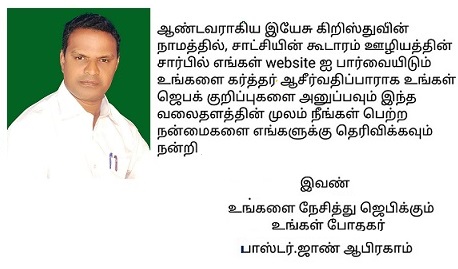 ஆண்டவராகிய இயேசு கிறிஸ்துவின்
நாமத்தில், சாட்சியின் கூடாரம் ஊழியத்தின்
சார்பில் எங்கள் website ஐ பார்வையிடும்
உங்களை கர்த்தர் ஆசீர்வதிப்பாராக உங்கள்
ஜெபக் குறிப்புகளை அனுப்பவும் இந்த
வலைதளத்தின் முலம் நீங்கள் பெற்ற
நன்மைகளை எங்களுக்கு தெரிவிக்கவும்
நன்றி
இவண்
உங்களை நேசித்து ஜெபிக்கும்
உங்கள் போதகர்
பாஸ்டர்.ஜாண் ஆபிரகாம்